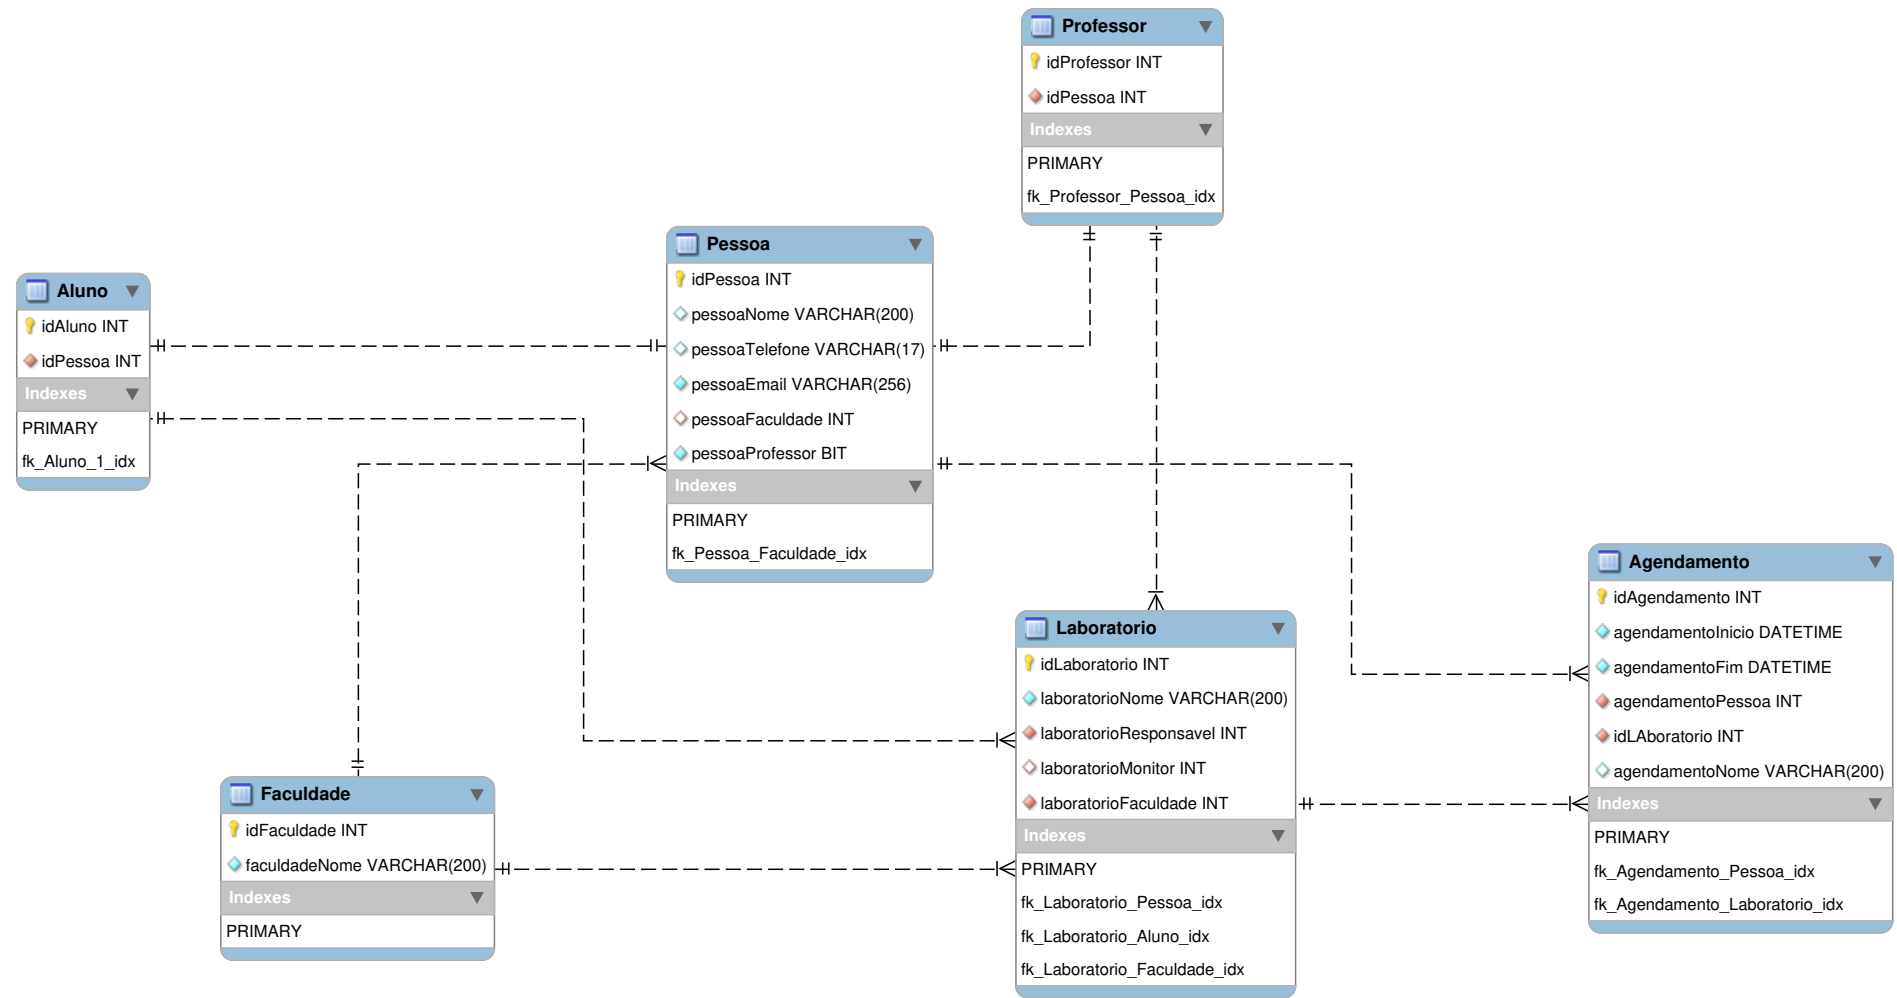 Professor
idProfessor INT
idPessoa INT
Indexes
PRIMARY
fk_Professor_Pessoa_idx
Pessoa
idPessoa INT
pessoaNome VARCHAR(200)
pessoaTelefone VARCHAR(17)
pessoaEmail VARCHAR(256)
pessoaFaculdade INT
pessoaProfessor BIT
Indexes
PRIMARY
fk_Pessoa_Faculdade_idx
Aluno
idAluno INT
idPessoa INT
Indexes
PRIMARY
fk_Aluno_1_idx
Agendamento
idAgendamento INT
agendamentoInicio DATETIME
agendamentoFim DATETIME
agendamentoPessoa INT
idLAboratorio INT
agendamentoNome VARCHAR(200)
Indexes
PRIMARY
fk_Agendamento_Pessoa_idx
fk_Agendamento_Laboratorio_idx
Laboratorio
idLaboratorio INT
laboratorioNome VARCHAR(200)
laboratorioResponsavel INT
laboratorioMonitor INT
laboratorioFaculdade INT
Indexes
PRIMARY
fk_Laboratorio_Pessoa_idx
fk_Laboratorio_Aluno_idx
fk_Laboratorio_Faculdade_idx
Faculdade
idFaculdade INT
faculdadeNome VARCHAR(200)
Indexes
PRIMARY